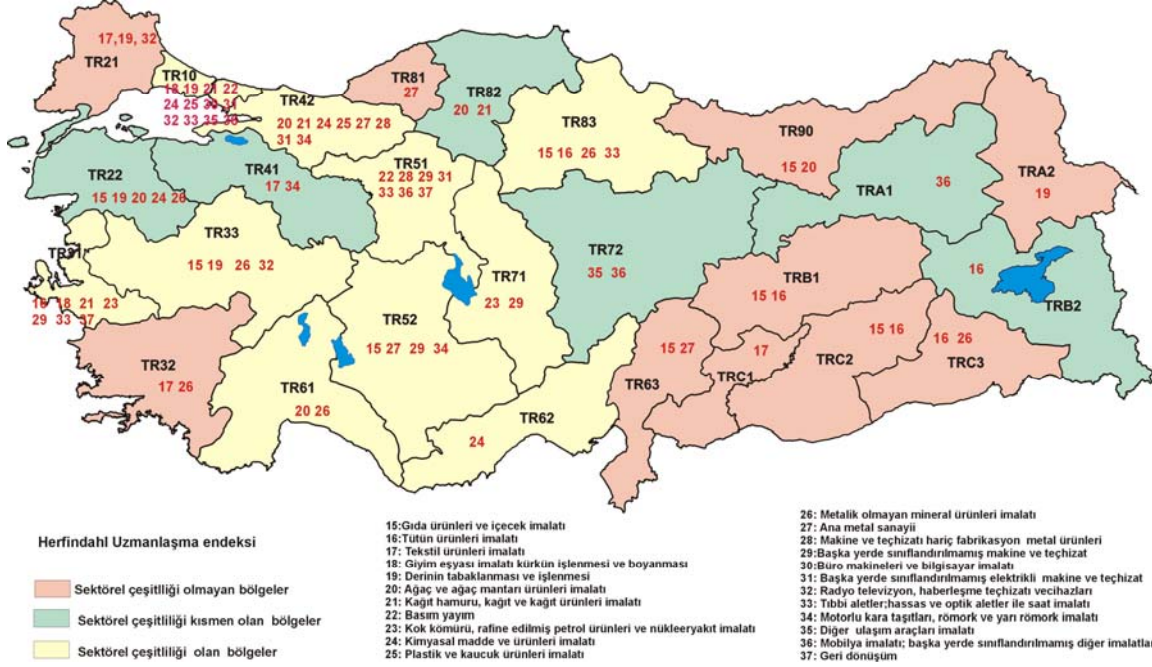 17,19, 32
TR21
TR10
18 19 21 22
24 25 30 31
32 33 35 36
TR42
20 21 24 25 27 28
31 34
TR81
27
TR82
20 21
TR83
15 16 26 33
TR90
15 20
TRA1
36
TRA2
19
TR22
15 19 20 24 26
TR41
17 34
TR51
22 28 29 31
33 36 37
TR33
15 19 26 32
TR31
16 18 21 23
29 33 37
TR71
23 29
TR72
35 36
TRB1
15 16
16
TRB2
TR52
15 27 29 34
TR32
17 26
TR61
20 26
TR62
24
15 27
TR63
17
TRC1
15 16
TRC2
16 26
TRC3
Herfindahl Uzmanlaşma endeksi
Sektörel çeşitliliği olmayan bölgeler
Sektörel çeşitliliği kısmen olan bölgeler
Sektörel çeşitliliği olan bölgeler
15:Gıda ürünleri ve içecek imalatı
16:Tütün ürünleri imalatı
17: Tekstil ürünleri imalatı
18: Giyim eşyası imalatı kürkün işlenmesi ve boyanması
19: Derinin tabaklanması ve işlenmesi
20: Ağaç ve ağaç mantarı ürünleri imalatı
21: Kağıt hamuru, kağıt ve kağıt ürünleri imalatı
22: Basım yayım
23: Kok kömürü, rafine edilmiş petrol ürünleri ve nükleeryakıt imalatı
24: Kimyasal madde ve ürünleri imalatı
25: Plastik ve kaucuk ürünleri imalatı
26: Metalik olmayan mineral ürünleri imalatı
27: Ana metal sanayii
28: Makine ve teçhizatı hariç fabrikasyon metal ürünleri
29:Başka yerde sınıflandırılmamış makine ve teçhizat
30:Büro makineleri ve bilgisayar imalatı
31: Başka yerde sınıflandırılmamış elektrikli makine ve teçhizat
32: Radyo televizyon, haberleşme teçhizatı vecihazları
33: Tıbbi aletler;hassas ve optik aletler ile saat imalatı
34: Motorlu kara taşıtları, römork ve yarı römork imalatı
35: Diğer ulaşım araçları imalatı
36: Mobilya imalatı; başka yerde sınıflandırılmamış diğer imalatlar
37: Geri dönüşüm